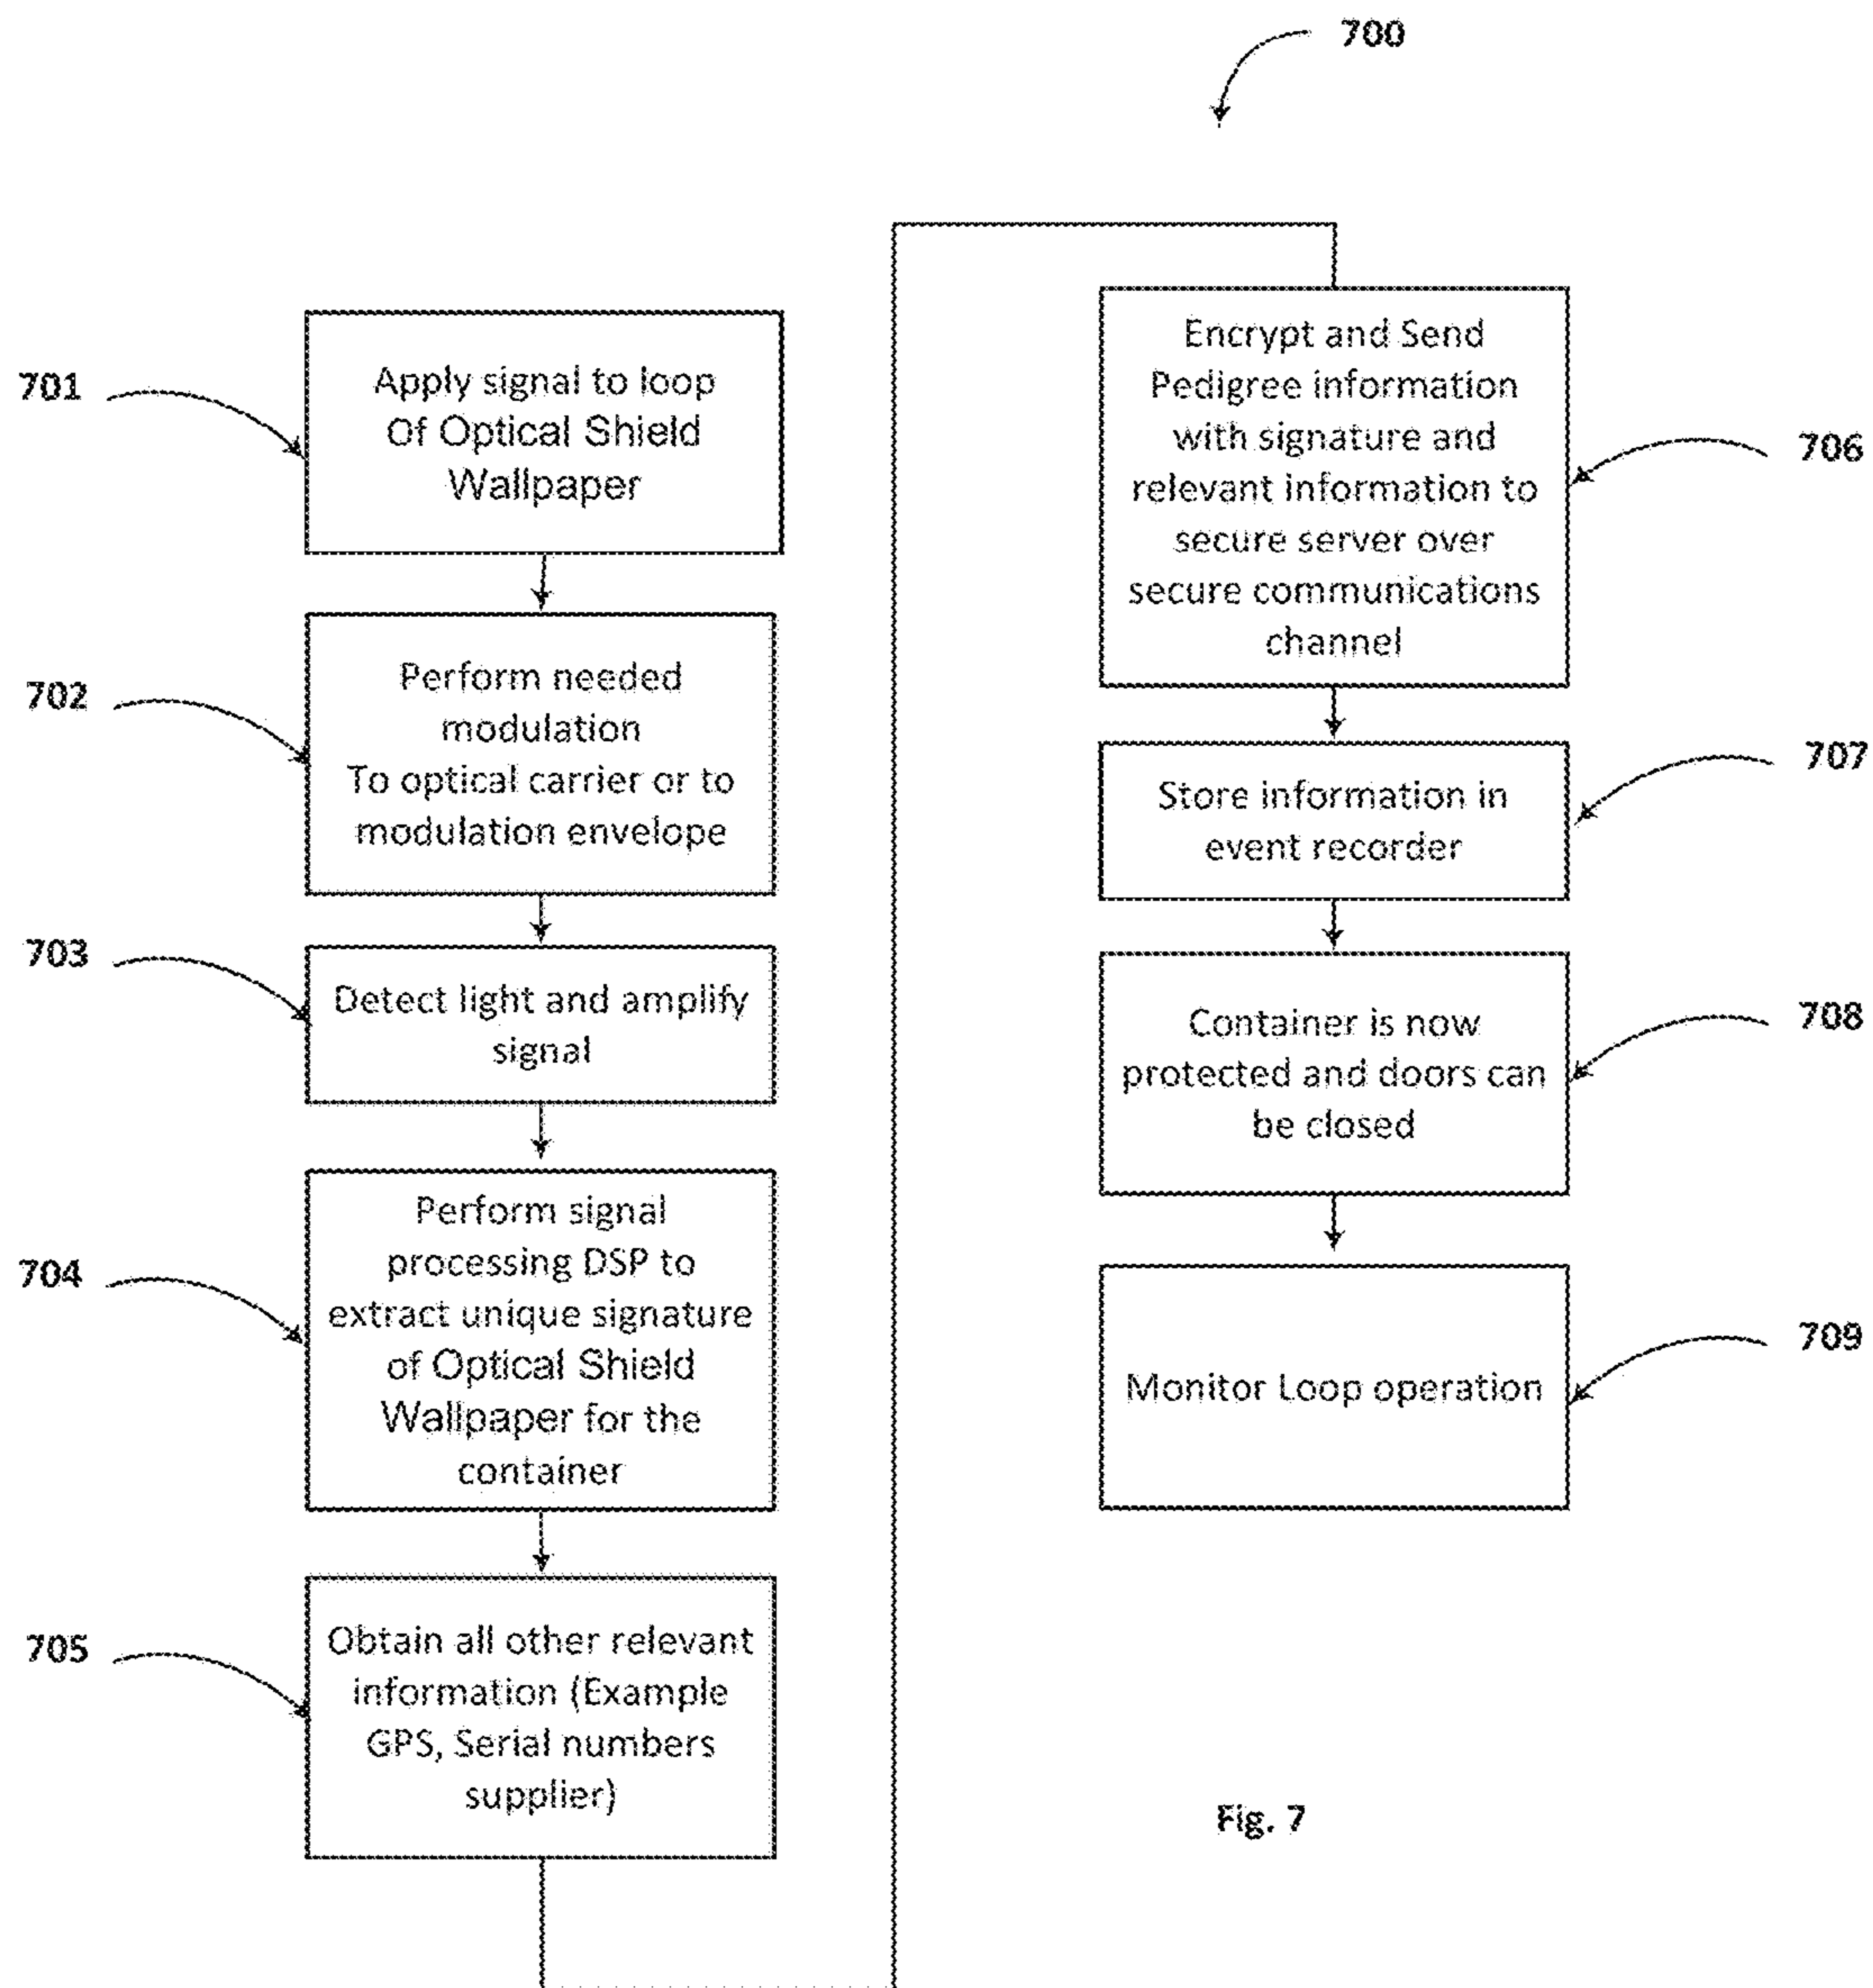 700
701
Apply signal to loop
Of Optical Shield
Wallpaper
702
Perform needed
modulation
To optical carrier or to
modulation envelope
703
Detect light and amplify
signal
704
Perform signal
processing DSP to
extract unique signature
of Optical Shield
Wallpaper for the
container
705
Obtain all other relevant
information (Example
GPS, Serial numbers
supplier)
Encrypt and Send
Pedigree information
with signature and
relevant information to
secure server over
secure communications
channel
706
Store information in
event recorder
707
Container is now
protected and doors can
be closed
708
Monitor Loop operation
709
Fig. 7